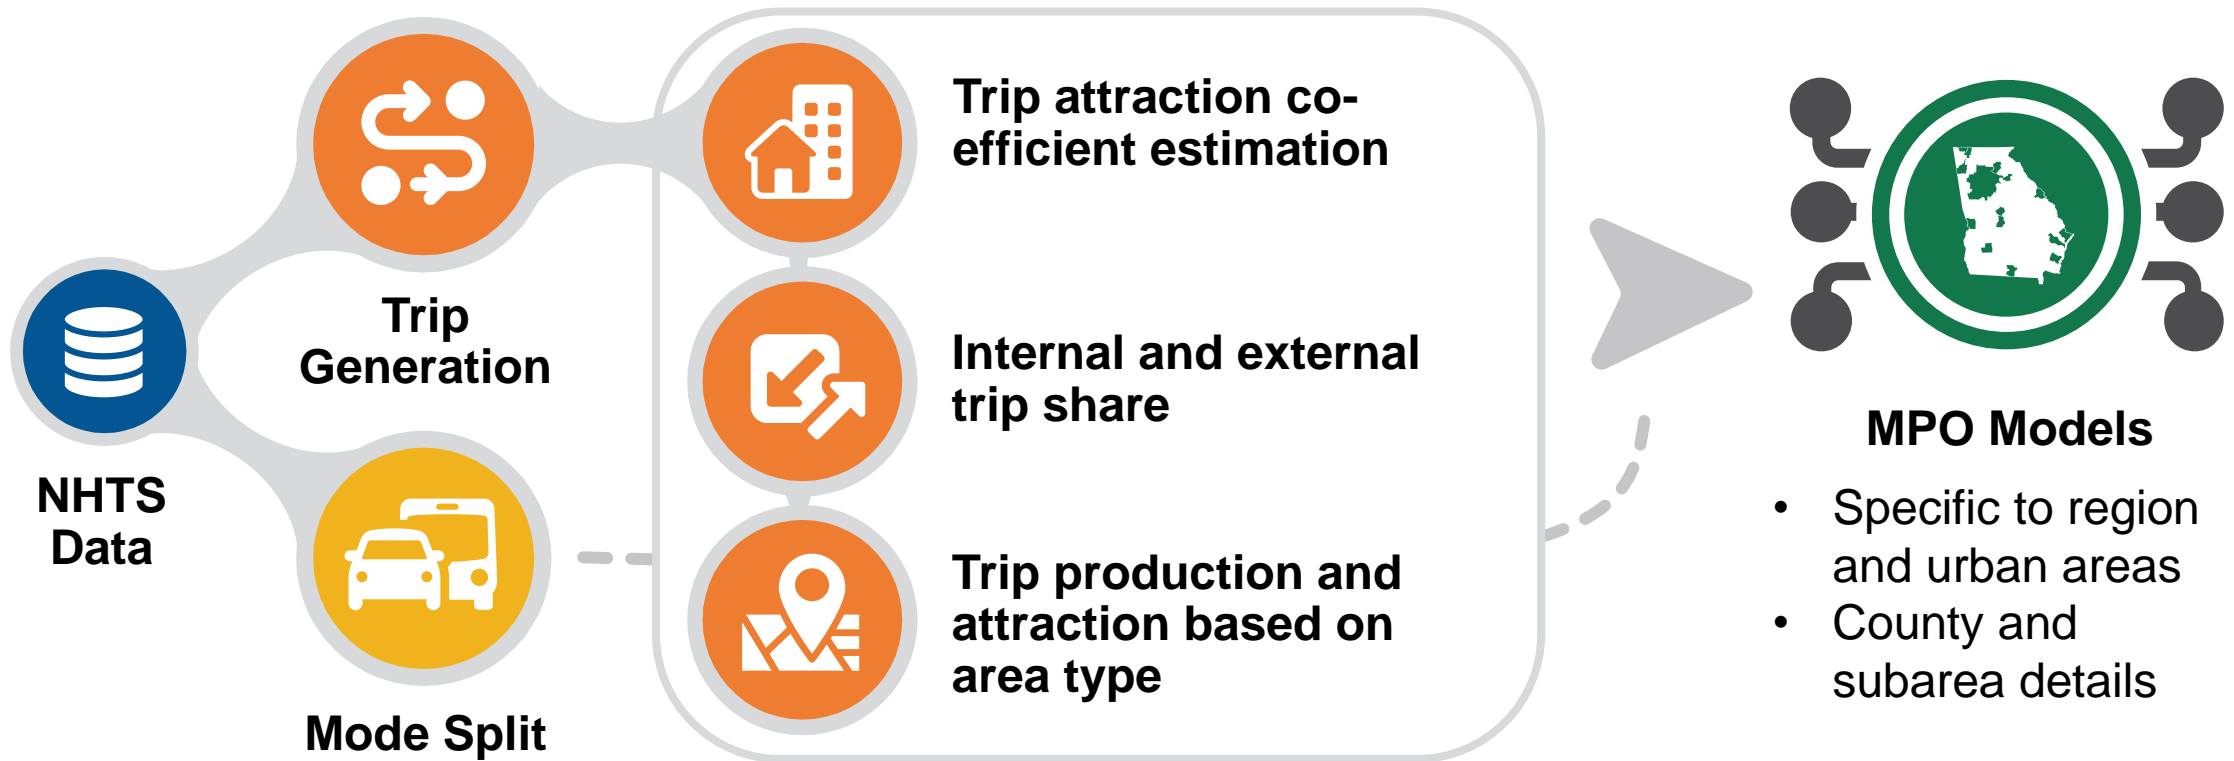 NHTS
Data
Trip
Generation
Mode Split
Trip attraction co-
efficient estimation
Internal and external
trip share
Trip production and
attraction based on
area type
MPO Models
• Specific to region
and urban areas
• County and
subarea details